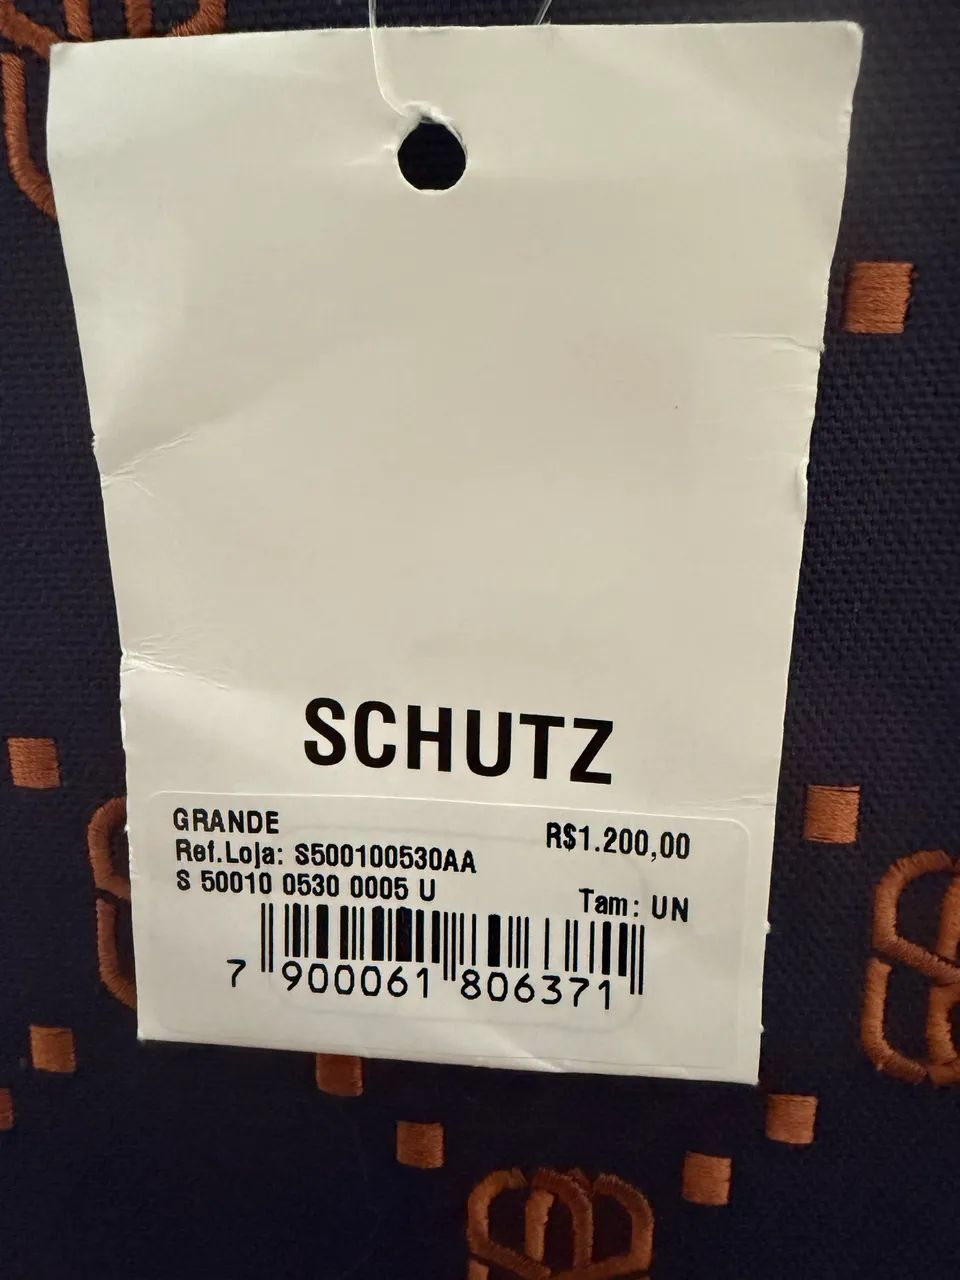 SCHUTZ
GRANDE
R$1.200,00
Ref.Loja: S500100530AA
S 50010 0530 0005 U
Tam: UN
7 900061 806371